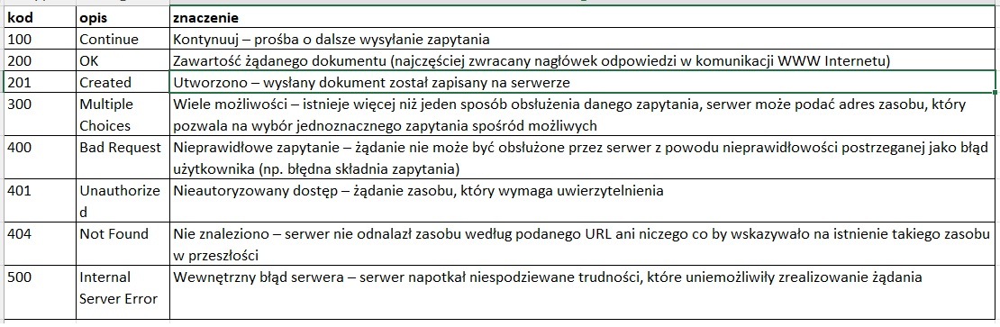 kod opis znaczenie
100 Continue Kontynuuj – prośba o dalsze wysyłanie zapytania
200 OK Zawartość żądanego dokumentu (najczęściej zwracany nagłówek odpowiedzi w komunikacji WWW Internetu)
201 Created Utworzono – wysłany dokument został zapisany na serwerze
300 Multiple Wiele możliwości – istnieje więcej niż jeden sposób obsłużenia danego zapytania, serwer może podać adres zasobu, który
Choices pozwala na wybór jednoznacznego zapytania spośród możliwych
400 Bad Request Nieprawidłowe zapytanie – żądanie nie może być obsłużone przez serwer z powodu nieprawidłowości postrzeganej jako błąd
użytkownika (np. błędna składnia zapytania)
401 Unauthorize Nieautoryzowany dostęp – żądanie zasobu, który wymaga uwierzytelnienia
d
404 Not Found Nie znaleziono – serwer nie odnalazł zasobu według podanego URL ani niczego co by wskazywało na istnienie takiego zasobu
w przeszłości
500 Internal Wewnętrzny błąd serwera – serwer napotkał niespodziewane trudności, które uniemożliwiły zrealizowanie żądania
Server Error